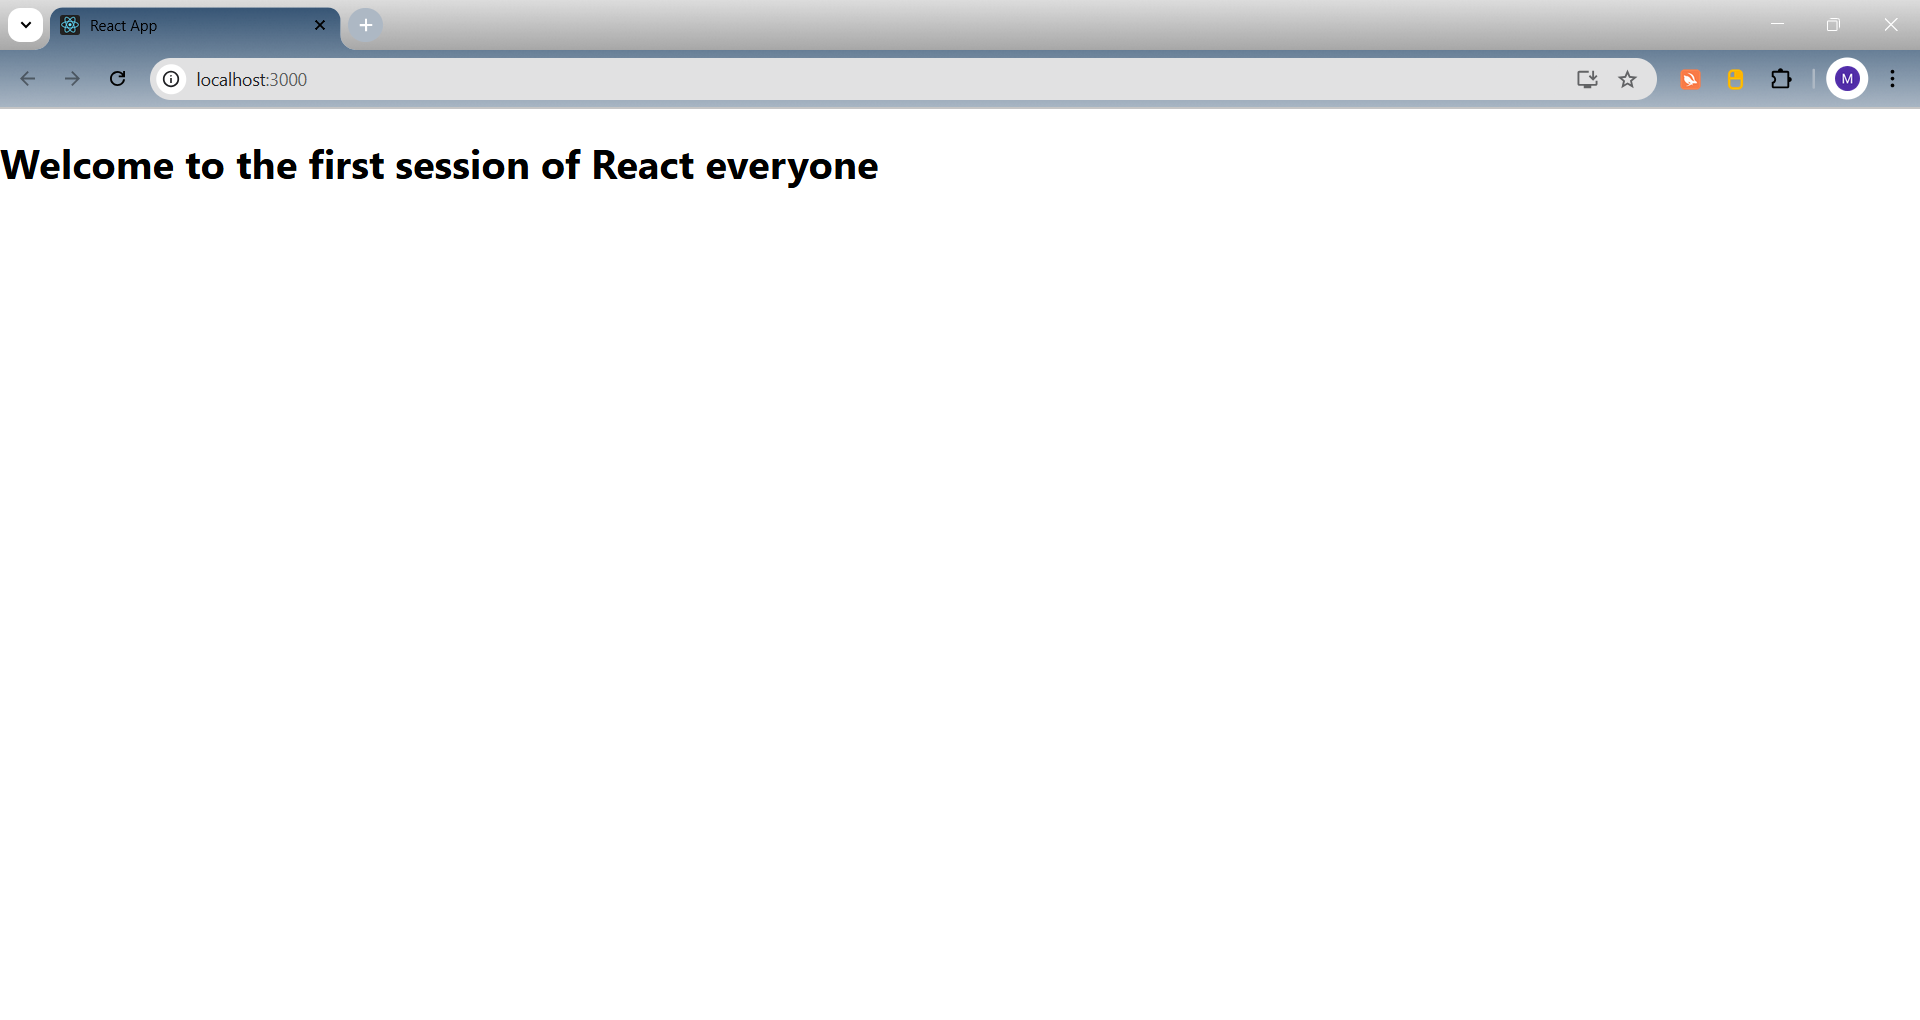 React App
localhost:3000
M
Welcome to the first session of React everyone